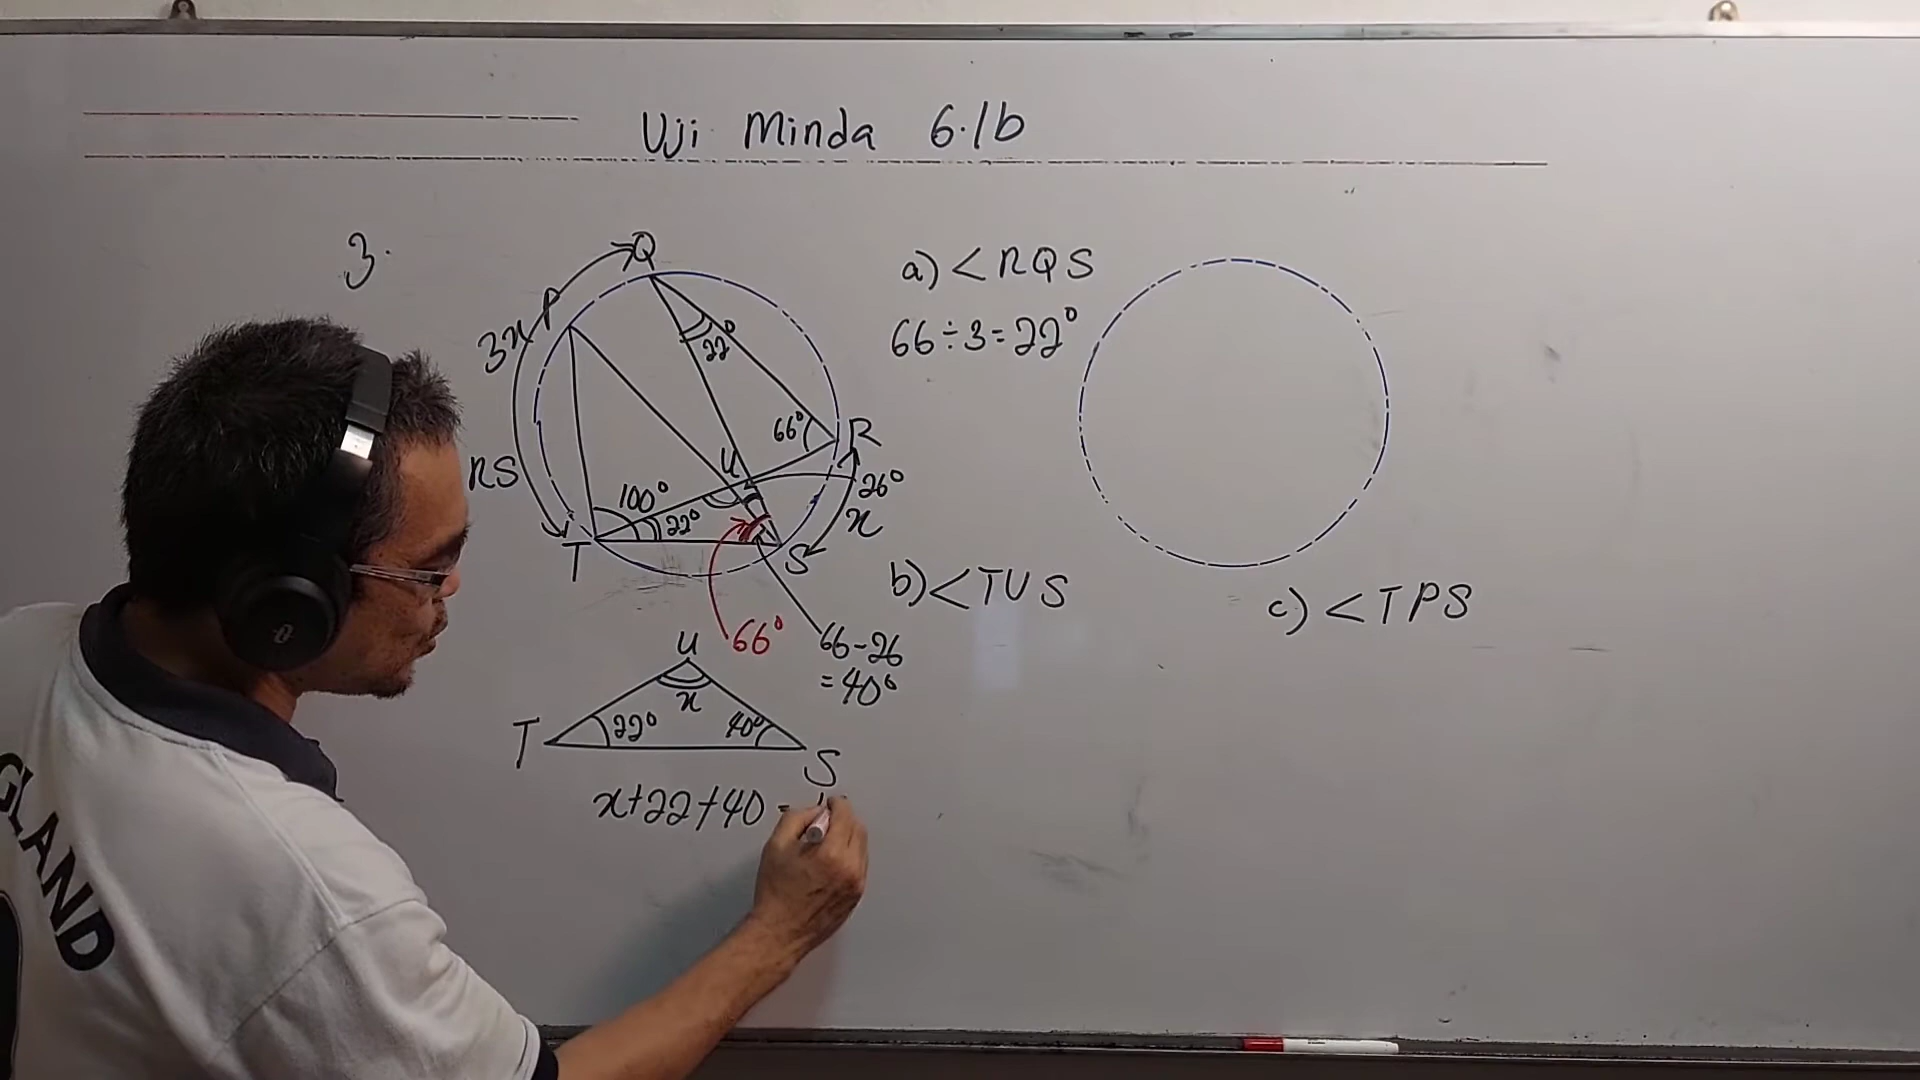 Uji Minda 6.1b
3.
Q
P
3x
RS
22°
66°
R
U
26°
x
100°
22°
T
S
66°
66-26
= 40°
a) <RQS
66÷3=22°
b) <TUS
c) <TPS
U
x
T
22°
40°
S
x+22+40 =
GLAND